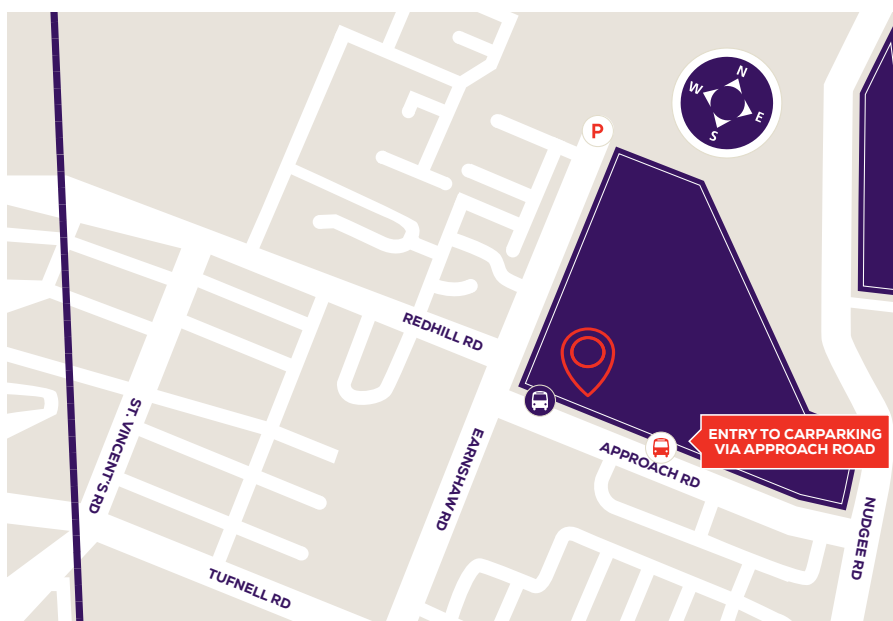 N
W
E
S
P
REDHILL RD
ENTRY TO CARPARKING
VIA APPROACH ROAD
ST. VINCENT'S RD
EARNSHAW RD
APPROACH RD
NUDGEE RD
TUFNELL RD